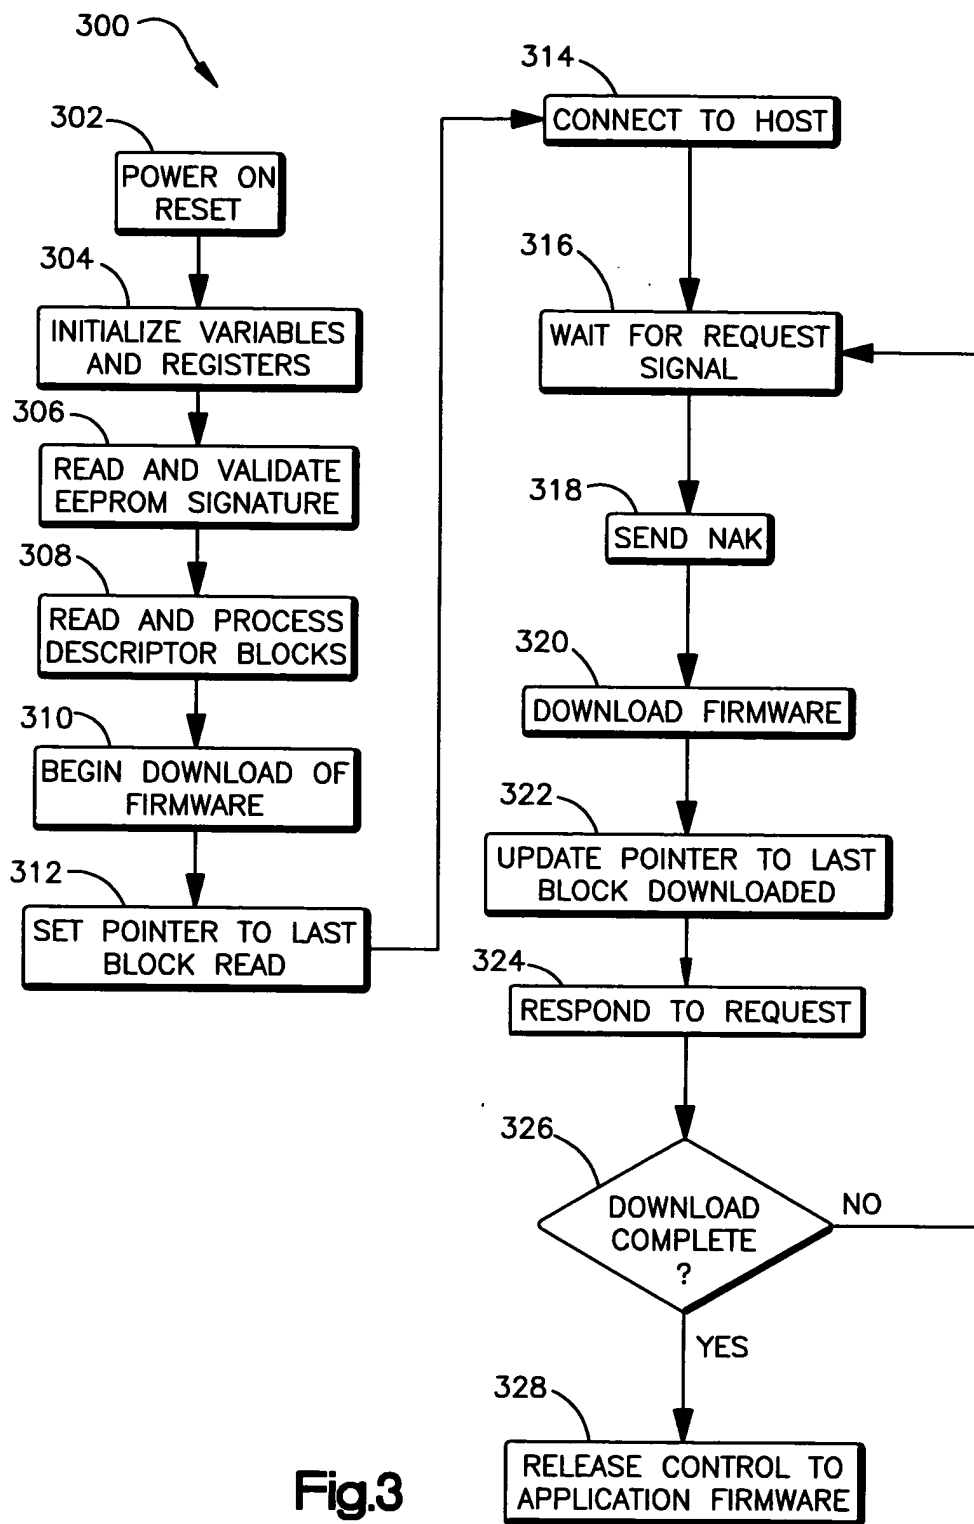 300
302
POWER ON
RESET
304
INITIALIZE VARIABLES
AND REGISTERS
306
READ AND VALIDATE
EEPROM SIGNATURE
308
READ AND PROCESS
DESCRIPTOR BLOCKS
310
BEGIN DOWNLOAD OF
FIRMWARE
312
SET POINTER TO LAST
BLOCK READ
314
CONNECT TO HOST
316
WAIT FOR REQUEST
SIGNAL
318
SEND NAK
320
DOWNLOAD FIRMWARE
322
UPDATE POINTER TO LAST
BLOCK DOWNLOADED
324
RESPOND TO REQUEST
326
DOWNLOAD
COMPLETE
?
NO
YES
328
RELEASE CONTROL TO
APPLICATION FIRMWARE
Fig.3